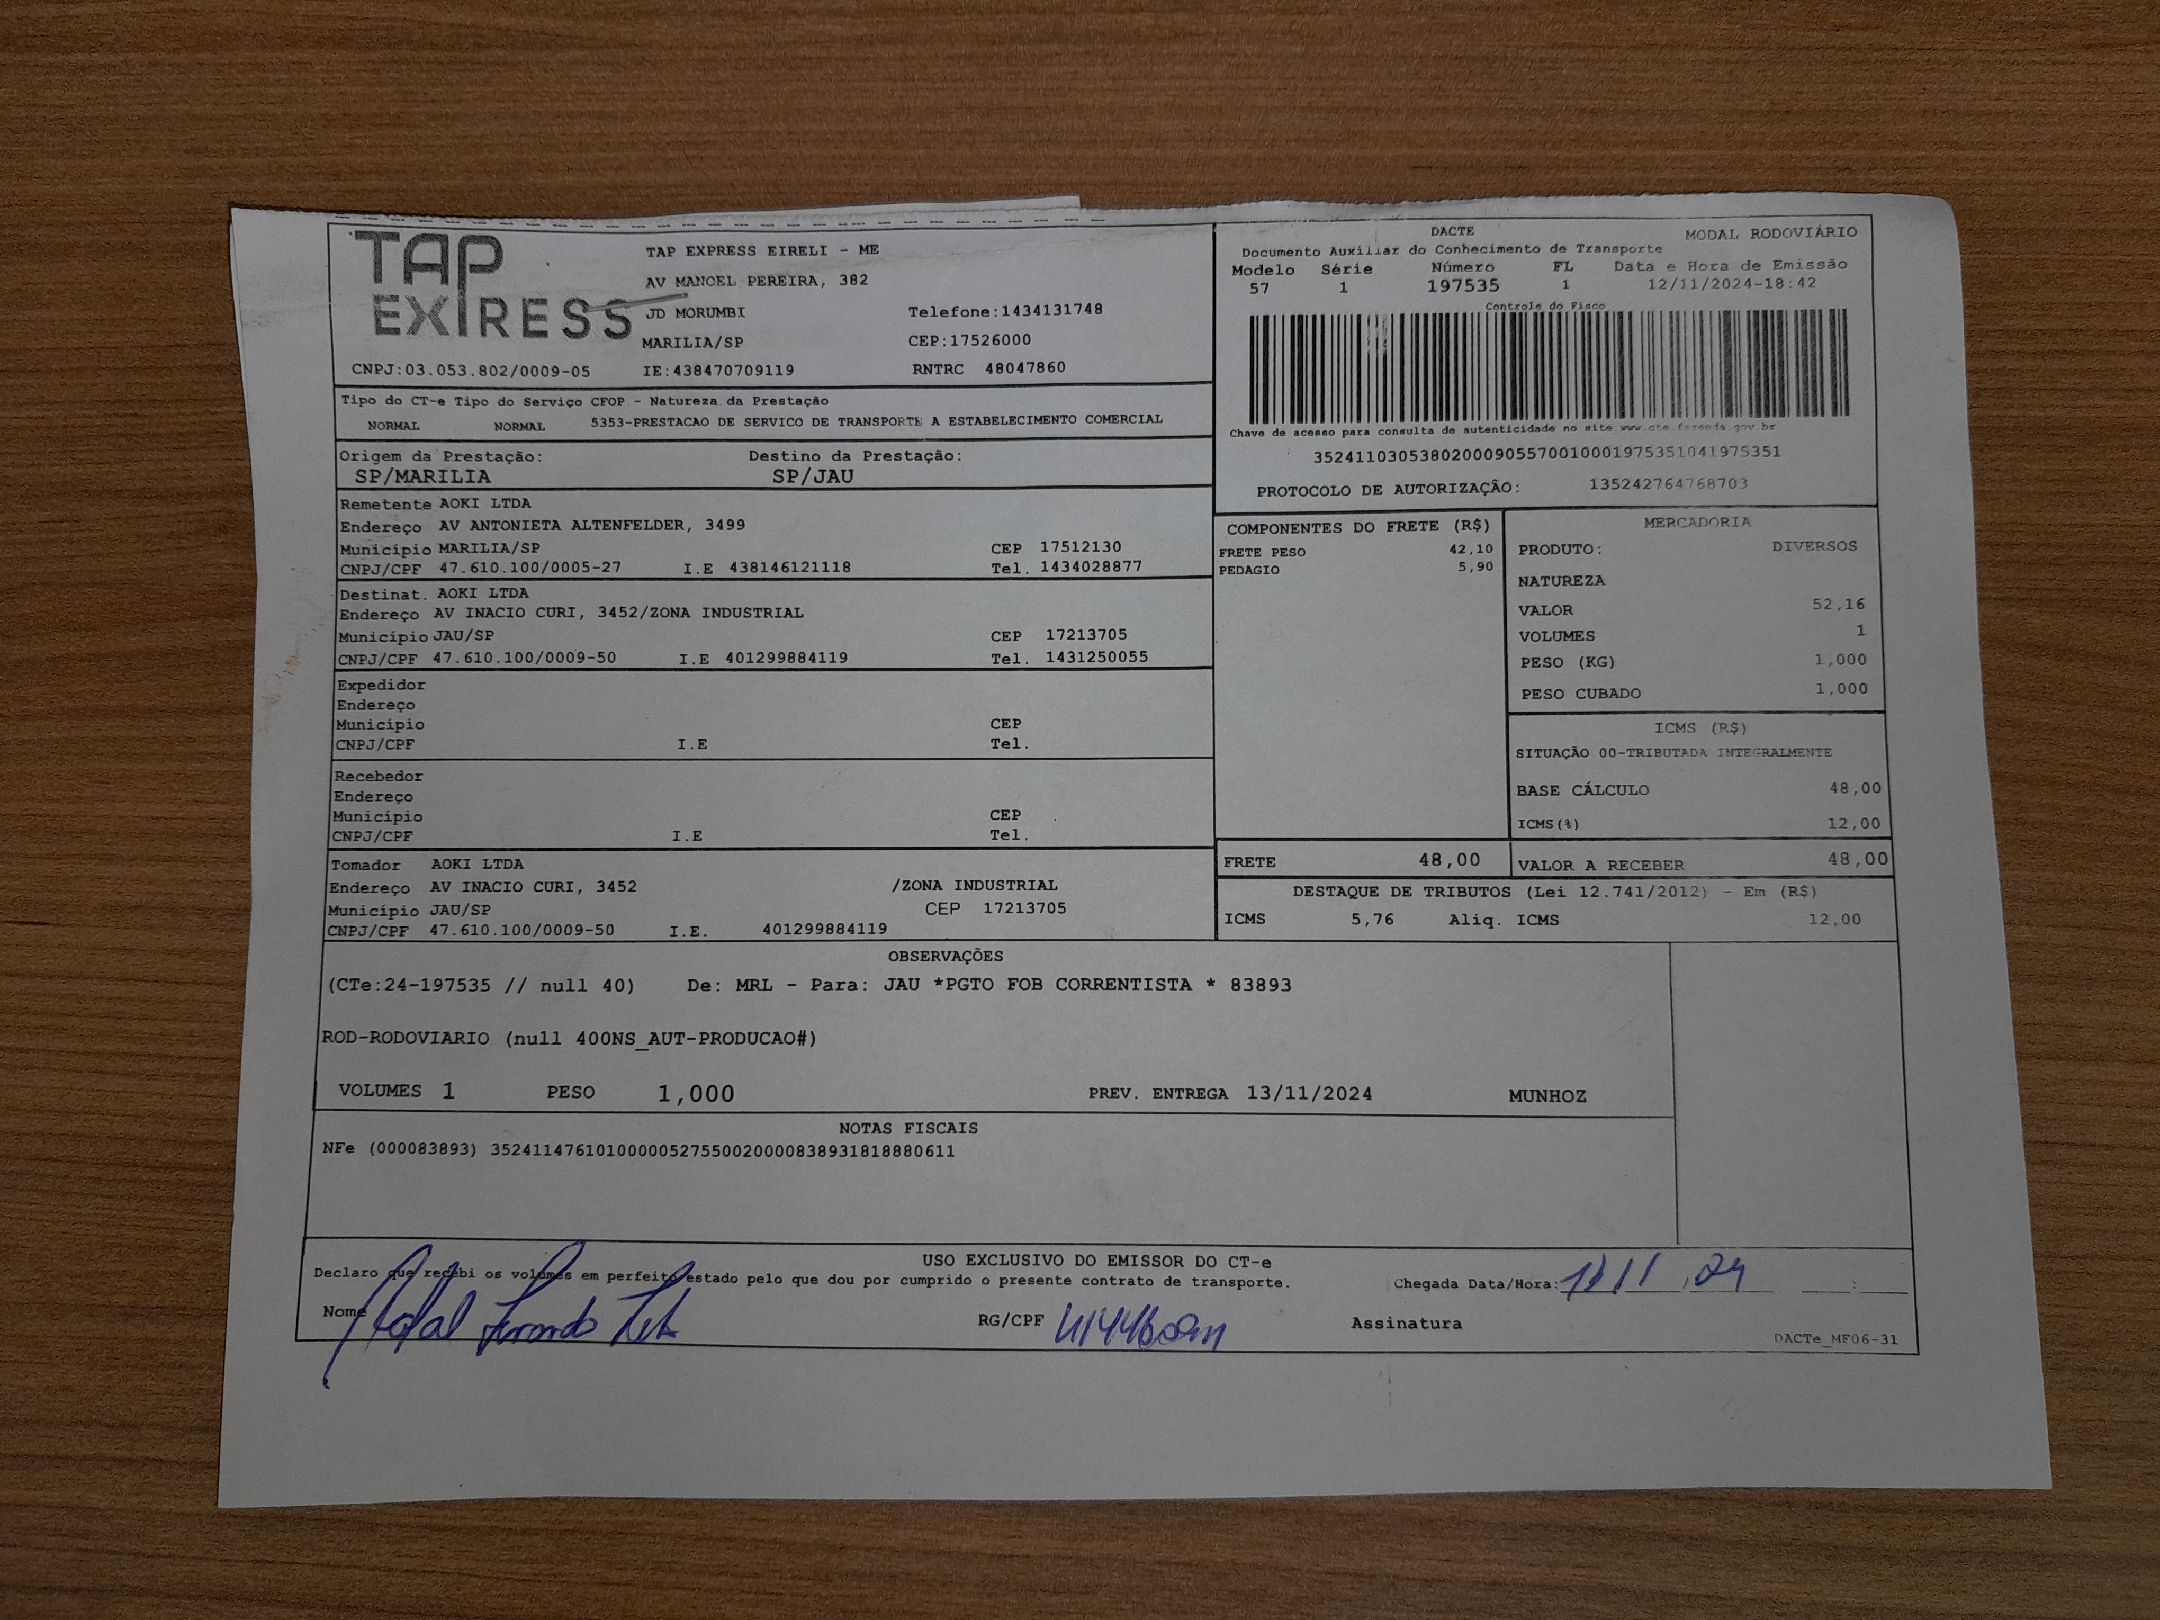 TAP
EXPRESS
TAP EXPRESS EIRELI - ME
AV MANOEL PEREIRA, 382
JD MORUMBI Telefone:1434131748
MARILIA/SP CEP:17526000
CNPJ:03.053.802/0009-05 IE:438470709119 RNTRC 48047860
DACTE MODAL RODOVIÁRIO
Documento Auxiliar do Conhecimento de Transporte
Modelo Série Número FL Data e Hora de Emissão
57 1 197535 1 12/11/2024-18:42
Controle do Fisco
Chave de acesso para consulta de autenticidade no site www.cte.fazenda.gov.br
35241103053802000905570010001975351041975351
PROTOCOLO DE AUTORIZAÇÃO: 135242764768703
Tipo do CT-e Tipo do Serviço CFOP - Natureza da Prestação
NORMAL NORMAL 5353-PRESTACAO DE SERVICO DE TRANSPORTE A ESTABELECIMENTO COMERCIAL
Origem da Prestação: Destino da Prestação:
SP/MARILIA SP/JAU
Remetente AOKI LTDA
Endereço AV ANTONIETA ALTENFELDER, 3499
Município MARILIA/SP CEP 17512130
CNPJ/CPF 47.610.100/0005-27 I.E 438146121118 Tel. 1434028877
Destinat. AOKI LTDA
Endereço AV INACIO CURI, 3452/ZONA INDUSTRIAL
Município JAU/SP CEP 17213705
CNPJ/CPF 47.610.100/0009-50 I.E 401299884119 Tel. 1431250055
Expedidor
Endereço
Município CEP
CNPJ/CPF I.E Tel.
Recebedor
Endereço
Município CEP
CNPJ/CPF I.E Tel.
Tomador AOKI LTDA
Endereço AV INACIO CURI, 3452 /ZONA INDUSTRIAL
Município JAU/SP CEP 17213705
CNPJ/CPF 47.610.100/0009-50 I.E. 401299884119
COMPONENTES DO FRETE (R$)
FRETE PESO 42,10
PEDAGIO 5,90
MERCADORIA
PRODUTO: DIVERSOS
NATUREZA
VALOR 52,16
VOLUMES 1
PESO (KG) 1,000
PESO CUBADO 1,000
ICMS (R$)
SITUAÇÃO 00-TRIBUTADA INTEGRALMENTE
BASE CÁLCULO 48,00
ICMS(%) 12,00
FRETE 48,00 VALOR A RECEBER 48,00
DESTAQUE DE TRIBUTOS (Lei 12.741/2012) - Em (R$)
ICMS 5,76 Aliq. ICMS 12,00
OBSERVAÇÕES
(CTe:24-197535 // null 40) De: MRL - Para: JAU *PGTO FOB CORRENTISTA * 83893
ROD-RODOVIARIO (null 400NS_AUT-PRODUCAO#)
VOLUMES 1 PESO 1,000 PREV. ENTREGA 13/11/2024 MUNHOZ
NOTAS FISCAIS
NFe (000083893) 35241147610100000527550020000838931818880611
USO EXCLUSIVO DO EMISSOR DO CT-e
Declaro que recebi os volumes em perfeito estado pelo que dou por cumprido o presente contrato de transporte. Chegada Data/Hora:
Nome RG/CPF Assinatura
DACTe_MF06-31